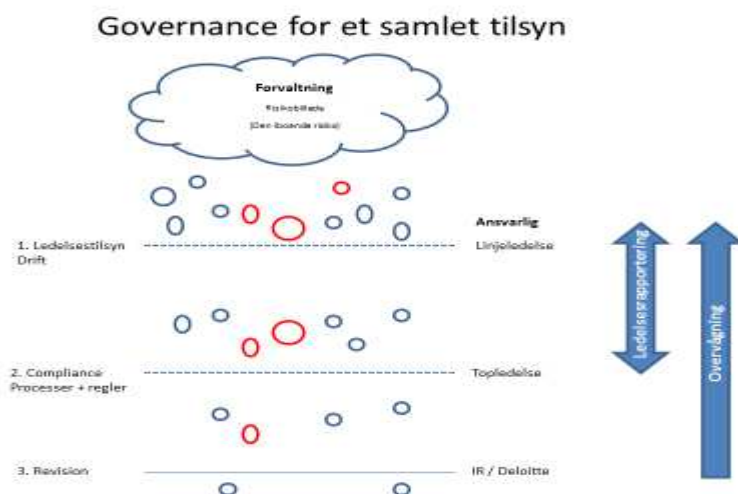 Governance for et samlet tilsyn
Forvaltning
Risikobillede
(Den iboende risiko)
Ansvarlig
1. Ledelsestilsyn
Drift
Linjeledelse
2. Compliance
Processer + regler
Topledelse
3. Revision
IR / Deloitte
Ledelsesrapportering
Overvågning